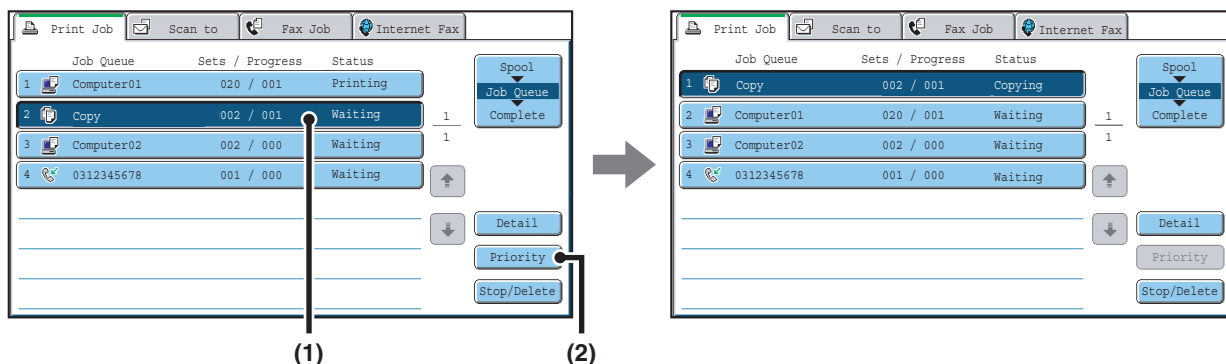 Print Job Scan to Fax Job Internet Fax
Job Queue Sets / Progress Status
1 Computer01 020 / 001 Printing
2 Copy 002 / 001 Waiting
3 Computer02 002 / 000 Waiting
4 0312345678 001 / 000 Waiting
1
1
Spool
Job Queue
Complete
Detail
Priority
Stop/Delete
(1) (2)
Print Job Scan to Fax Job Internet Fax
Job Queue Sets / Progress Status
1 Copy 002 / 001 Copying
2 Computer01 020 / 001 Waiting
3 Computer02 002 / 000 Waiting
4 0312345678 001 / 000 Waiting
1
1
Spool
Job Queue
Complete
Detail
Priority
Stop/Delete